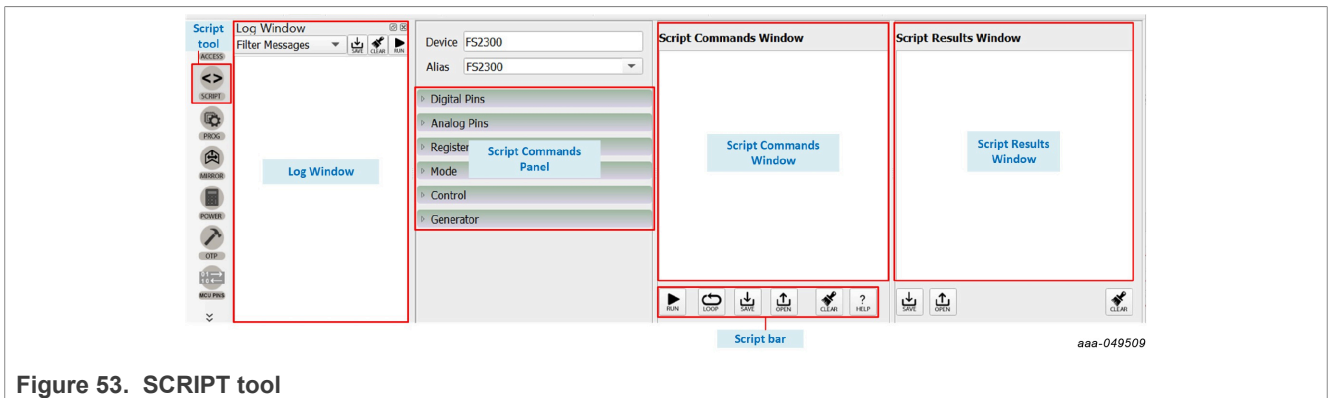 Script
tool
ACCESS
<>
SCRIPT
PROG
MIRROR
POWER
OTP
MCU PINS
Log Window
Filter Messages
SAVE
CLEAR
RUN
Log Window
Device FS2300
Alias FS2300
Digital Pins
Analog Pins
Register
Mode
Control
Generator
Script Commands
Panel
Script Commands Window
Script Commands
Window
RUN
LOOP
SAVE
OPEN
CLEAR
?
HELP
Script bar
Script Results Window
Script Results
Window
SAVE
OPEN
CLEAR
aaa-049509
Figure 53. SCRIPT tool